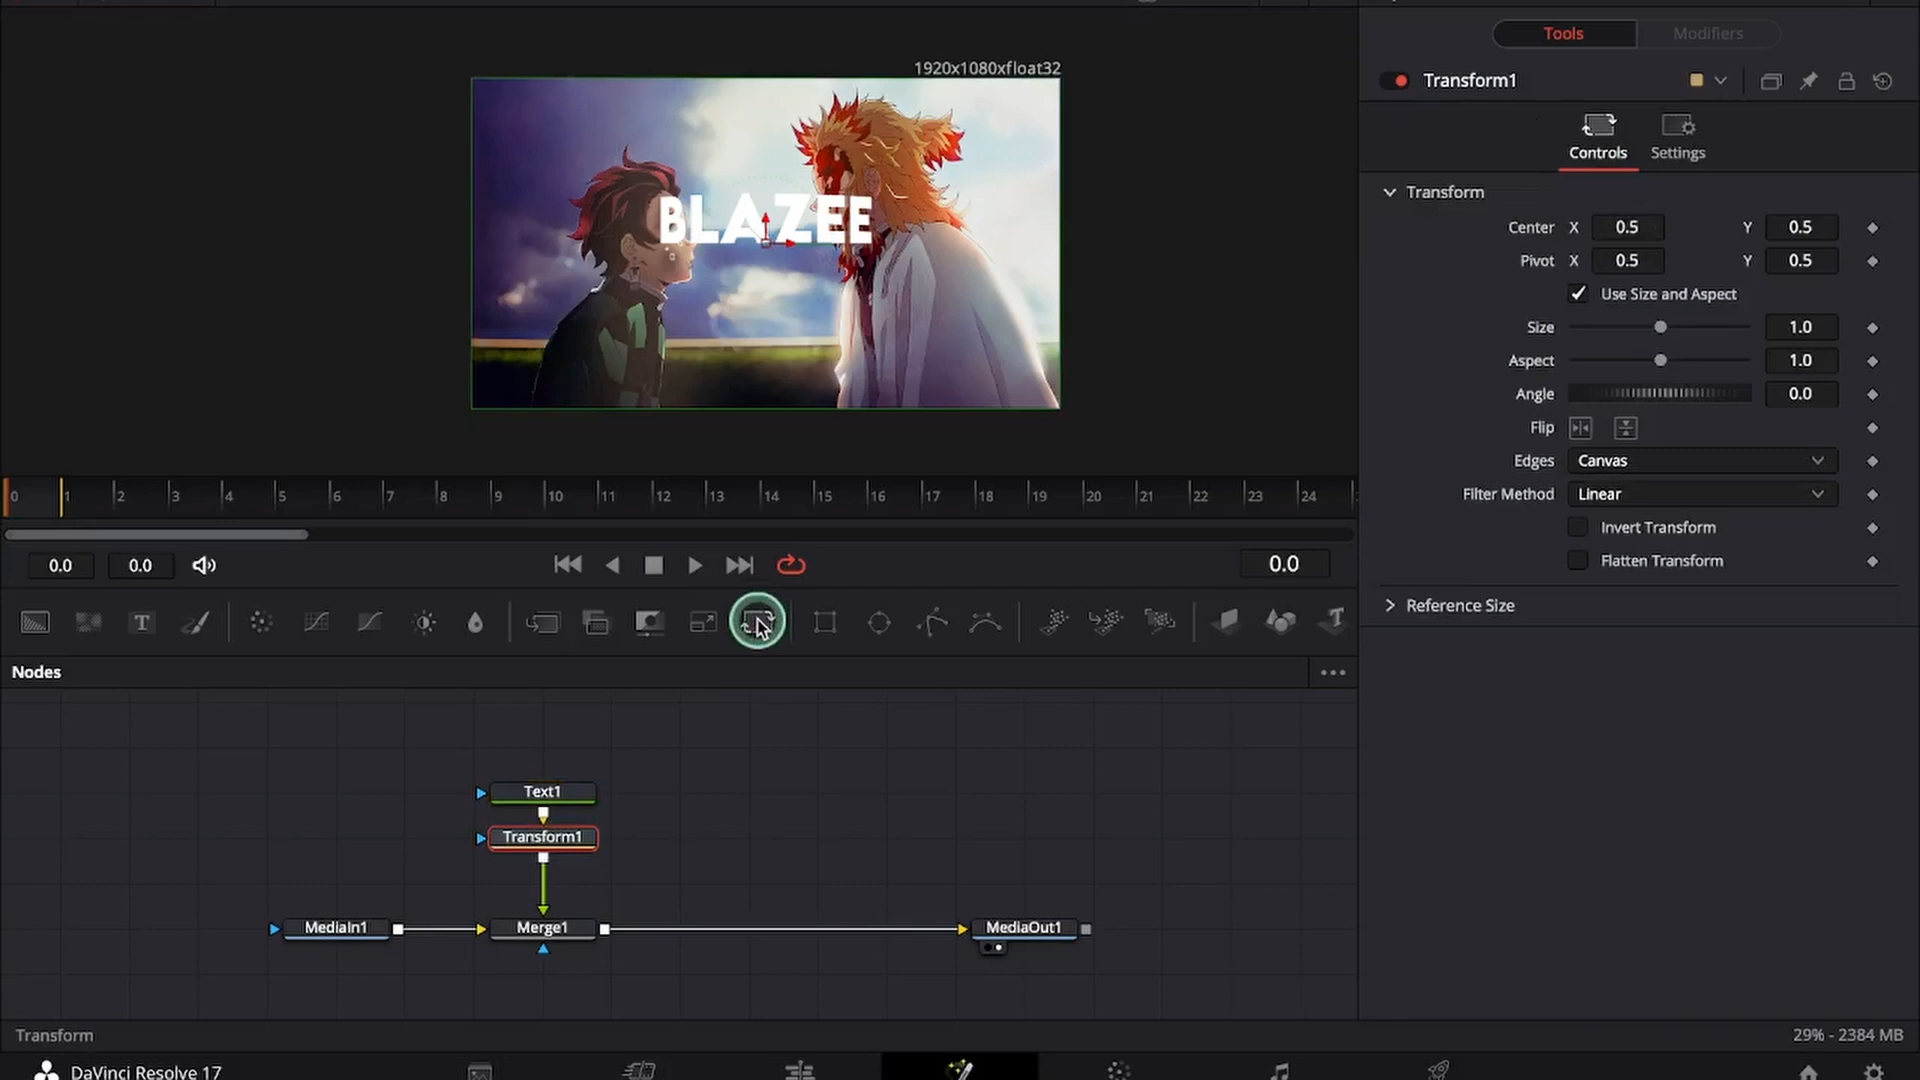 Tools Modifiers
1920x1080xfloat32
Transform1
BLAZEE
Controls Settings
Transform
Center X 0.5 Y 0.5
Pivot X 0.5 Y 0.5
Use Size and Aspect
Size 1.0
Aspect 1.0
Angle 0.0
Flip
Edges Canvas
Filter Method Linear
Invert Transform
Flatten Transform
Reference Size
0 1 2 3 4 5 6 7 8 9 10 11 12 13 14 15 16 17 18 19 20 21 22 23 24
0.0 0.0 0.0
T T
Nodes
Text1
Transform1
MediaIn1 Merge1 MediaOut1
Transform 29% - 2384 MB
DaVinci Resolve 17